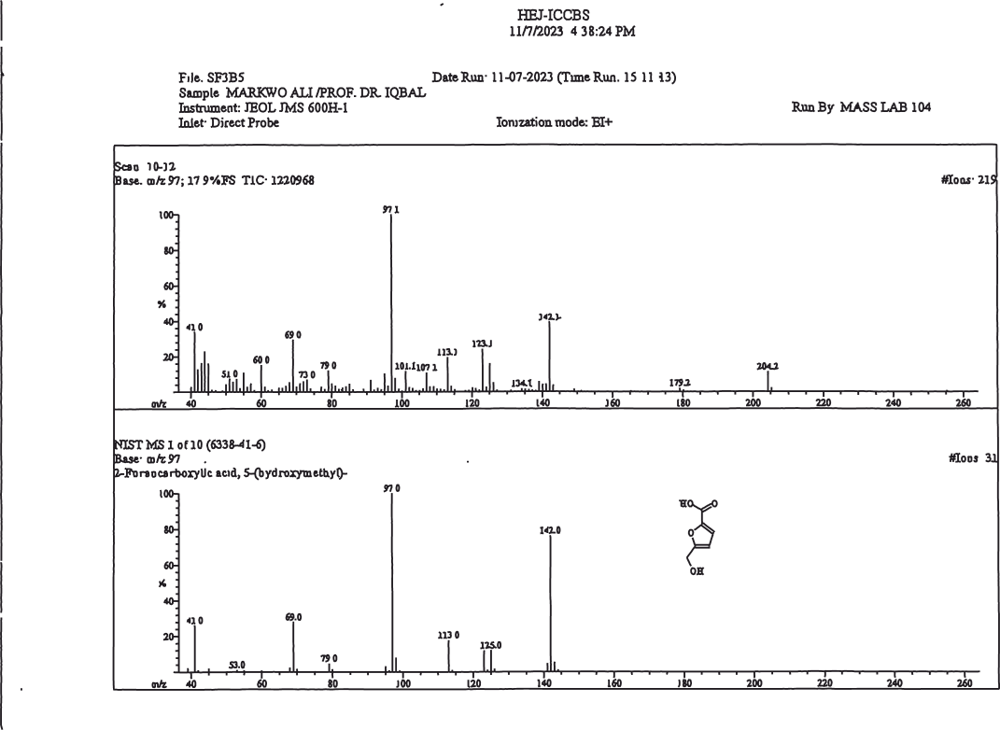 HEJ-ICCBS
11/7/2023 4 38:24 PM
File. SF3B5 Date Run· 11-07-2023 (Time Run. 15 11 43)
Sample MARKWO ALI /PROF. DR. IQBAL
Instrument: JEOL JMS 600H-1 Run By MASS LAB 104
Inlet· Direct Probe Ionization mode: EI+
Scan 10-12
Base. m/z 97; 17 9%FS TIC· 1220968 #Ions· 219
97 1
100
80
60
%
40
20
41 0
51 0
60 0
69 0
73 0
79 0
101.1
107 1
113.1
123.1
134.1
142.1
179.2
204.2
m/z 40 60 80 100 120 140 160 180 200 220 240 260
NIST MS 1 of 10 (6338-41-6)
Base· m/z 97 #Ions 31
2-Furancarboxylic acid, 5-(hydroxymethyl)-
97 0
100
80
60
%
40
20
41 0
53.0
69.0
79 0
113 0
125.0
142.0
HO O
O
OH
m/z 40 60 80 100 120 140 160 180 200 220 240 260